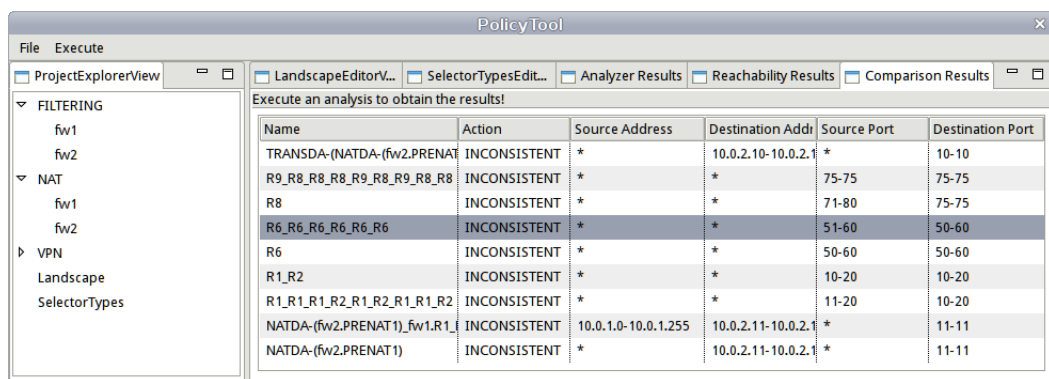 PolicyTool
File Execute
ProjectExplorerView
LandscapeEditorV... SelectorTypesEdit... Analyzer Results Reachability Results Comparison Results
FILTERING
fw1
fw2
NAT
fw1
fw2
VPN
Landscape
SelectorTypes
Execute an analysis to obtain the results!
Name Action Source Address Destination Addr Source Port Destination Port
TRANSDA-(NATDA-(fw2.PRENAT INCONSISTENT * 10.0.2.10-10.0.2.1 * 10-10
R9_R8_R8_R8_R9_R8_R9_R8_R8 INCONSISTENT * * 75-75 75-75
R8 INCONSISTENT * * 71-80 75-75
R6_R6_R6_R6_R6_R6 INCONSISTENT * * 51-60 50-60
R6 INCONSISTENT * * 50-60 50-60
R1_R2 INCONSISTENT * * 10-20 10-20
R1_R1_R1_R2_R1_R2_R1_R1_R2 INCONSISTENT * * 11-20 10-20
NATDA-(fw2.PRENAT1)_fw1.R1_ INCONSISTENT 10.0.1.0-10.0.1.255 10.0.2.11-10.0.2.1 * 11-11
NATDA-(fw2.PRENAT1) INCONSISTENT * 10.0.2.11-10.0.2.1 * 11-11